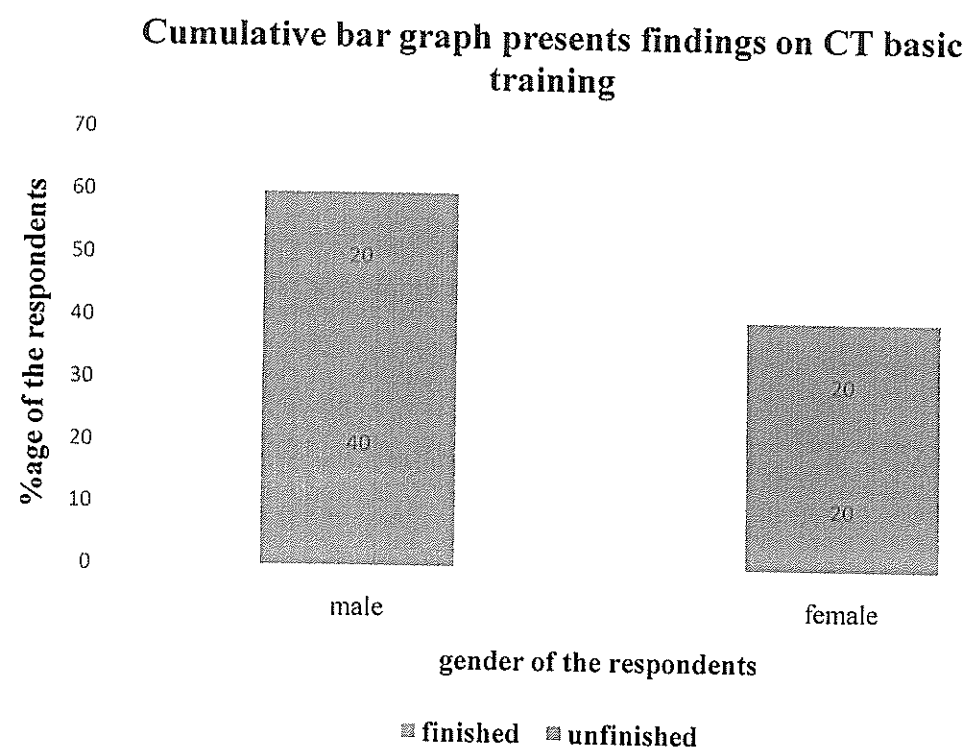 Cumulative bar graph presents findings on CT basic
training
%age of the respondents
70
60
50
40
30
20
10
0
20
40
20
20
male
female
gender of the respondents
finished
unfinished